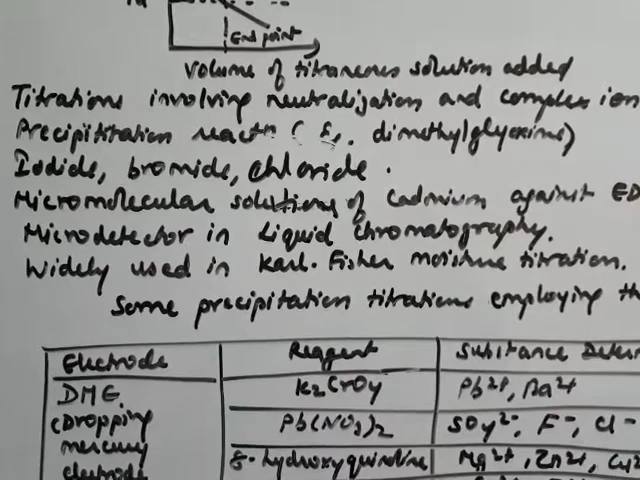 End point
Volume of titraneous solution added
Titrations involving neutralization and complex ion
Precipititation reactn ( Eg. dimethylglyoxime)
Iodide, bromide, chloride.
Micromolecular solutions of Cadmium against ED
Microdetector in Liquid Chromatography.
Widely used in Karl. Fisher moisture titration.
Some precipitation titrations employing th
Electrode Reagent Substance Deter
DME. K2CrO4 Pb2+, Ba2+
(Dropping Pb(NO3)2 SO42-, F-, Cl-
mercury 8-hydroxyquinoline Mg2+, Zn2+, Cu2
electrode